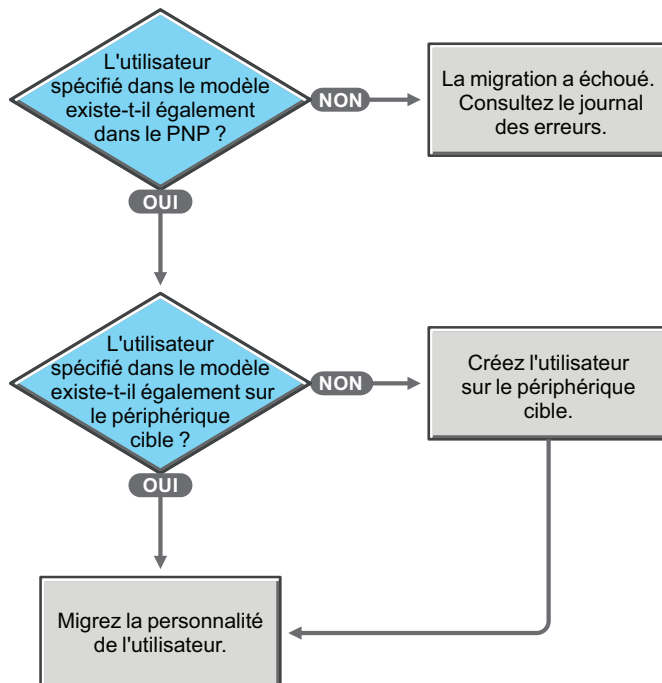 L'utilisateur
spécifié dans le modèle
existe-t-il également
dans le PNP ?
NON
La migration a échoué.
Consultez le journal
des erreurs.
OUI
L'utilisateur
spécifié dans le modèle
existe-t-il également sur
le périphérique
cible ?
NON
Créez l'utilisateur
sur le périphérique
cible.
OUI
Migrez la personnalité
de l'utilisateur.